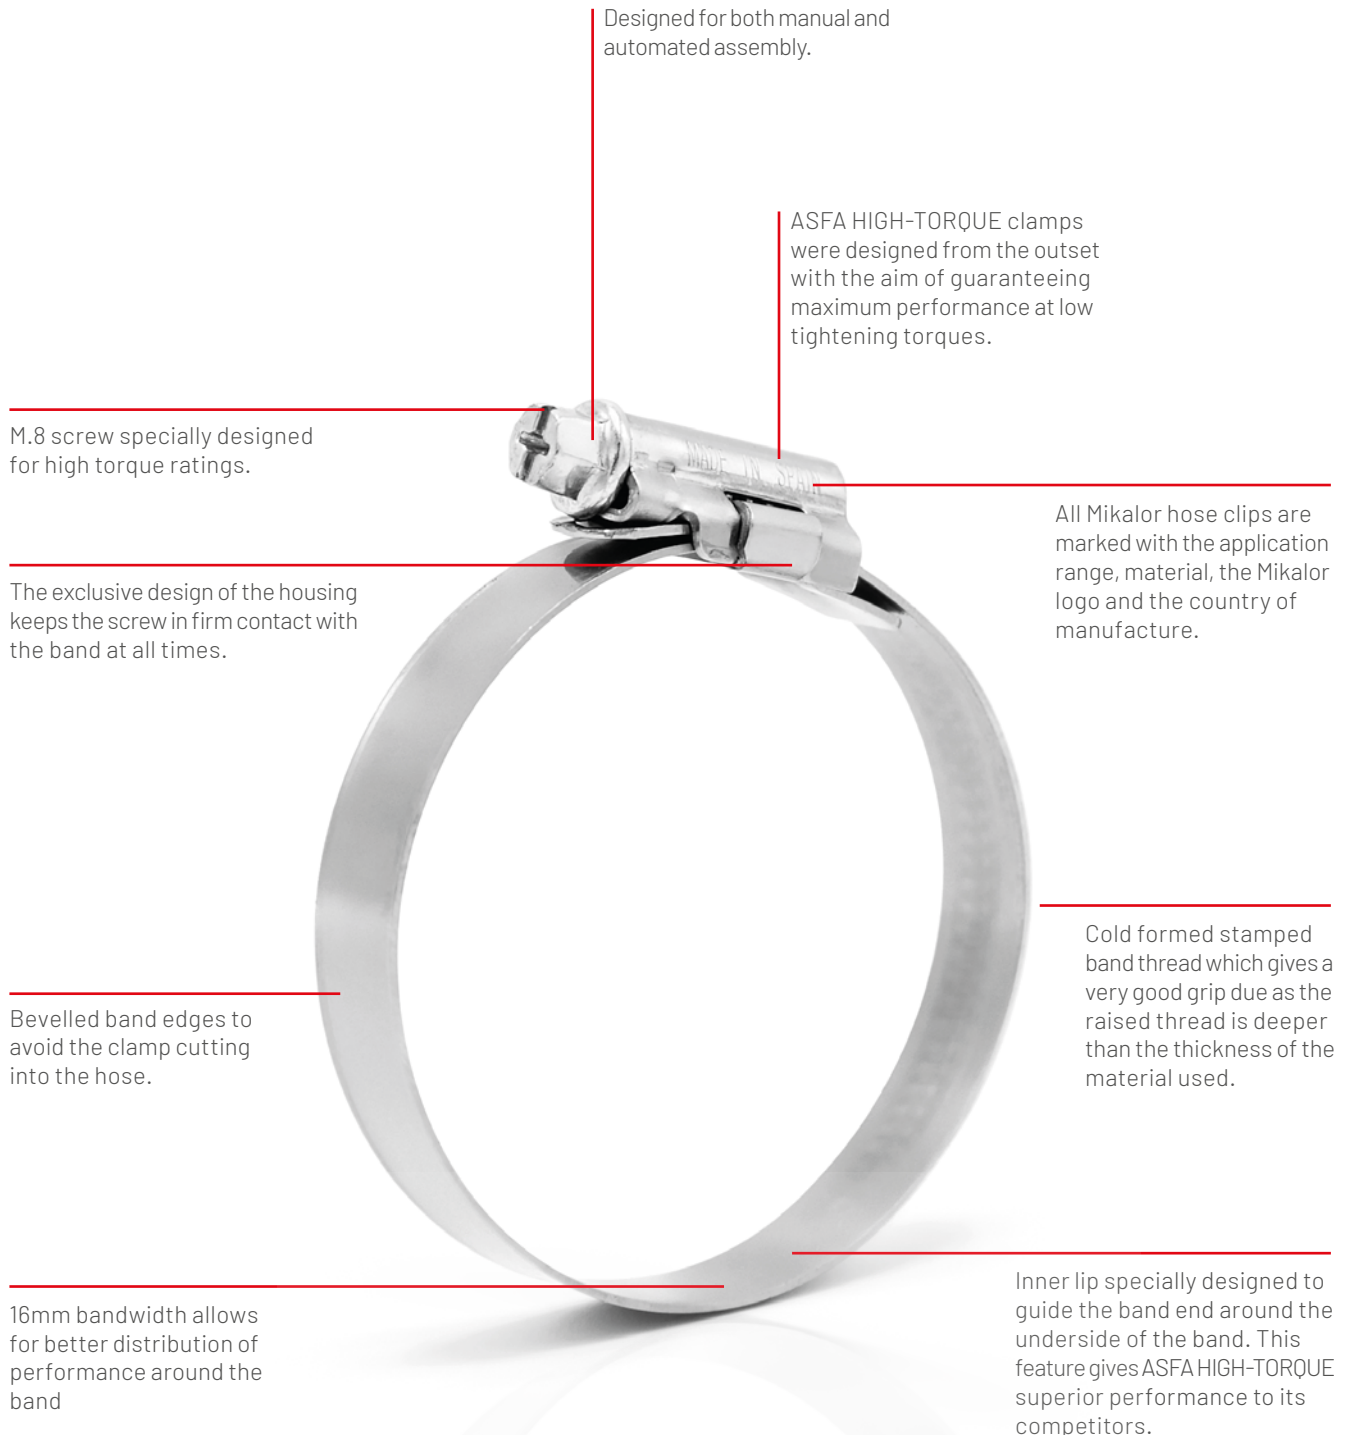 Designed for both manual and
automated assembly.
ASFA HIGH-TORQUE clamps
were designed from the outset
with the aim of guaranteeing
maximum performance at low
tightening torques.
M.8 screw specially designed
for high torque ratings.
MADE IN SPAIN
All Mikalor hose clips are
marked with the application
range, material, the Mikalor
logo and the country of
manufacture.
The exclusive design of the housing
keeps the screw in firm contact with
the band at all times.
Cold formed stamped
band thread which gives a
very good grip due as the
raised thread is deeper
than the thickness of the
material used.
Bevelled band edges to
avoid the clamp cutting
into the hose.
Inner lip specially designed to
guide the band end around the
underside of the band. This
feature gives ASFA HIGH-TORQUE
superior performance to its
competitors.
16mm bandwidth allows
for better distribution of
performance around the
band